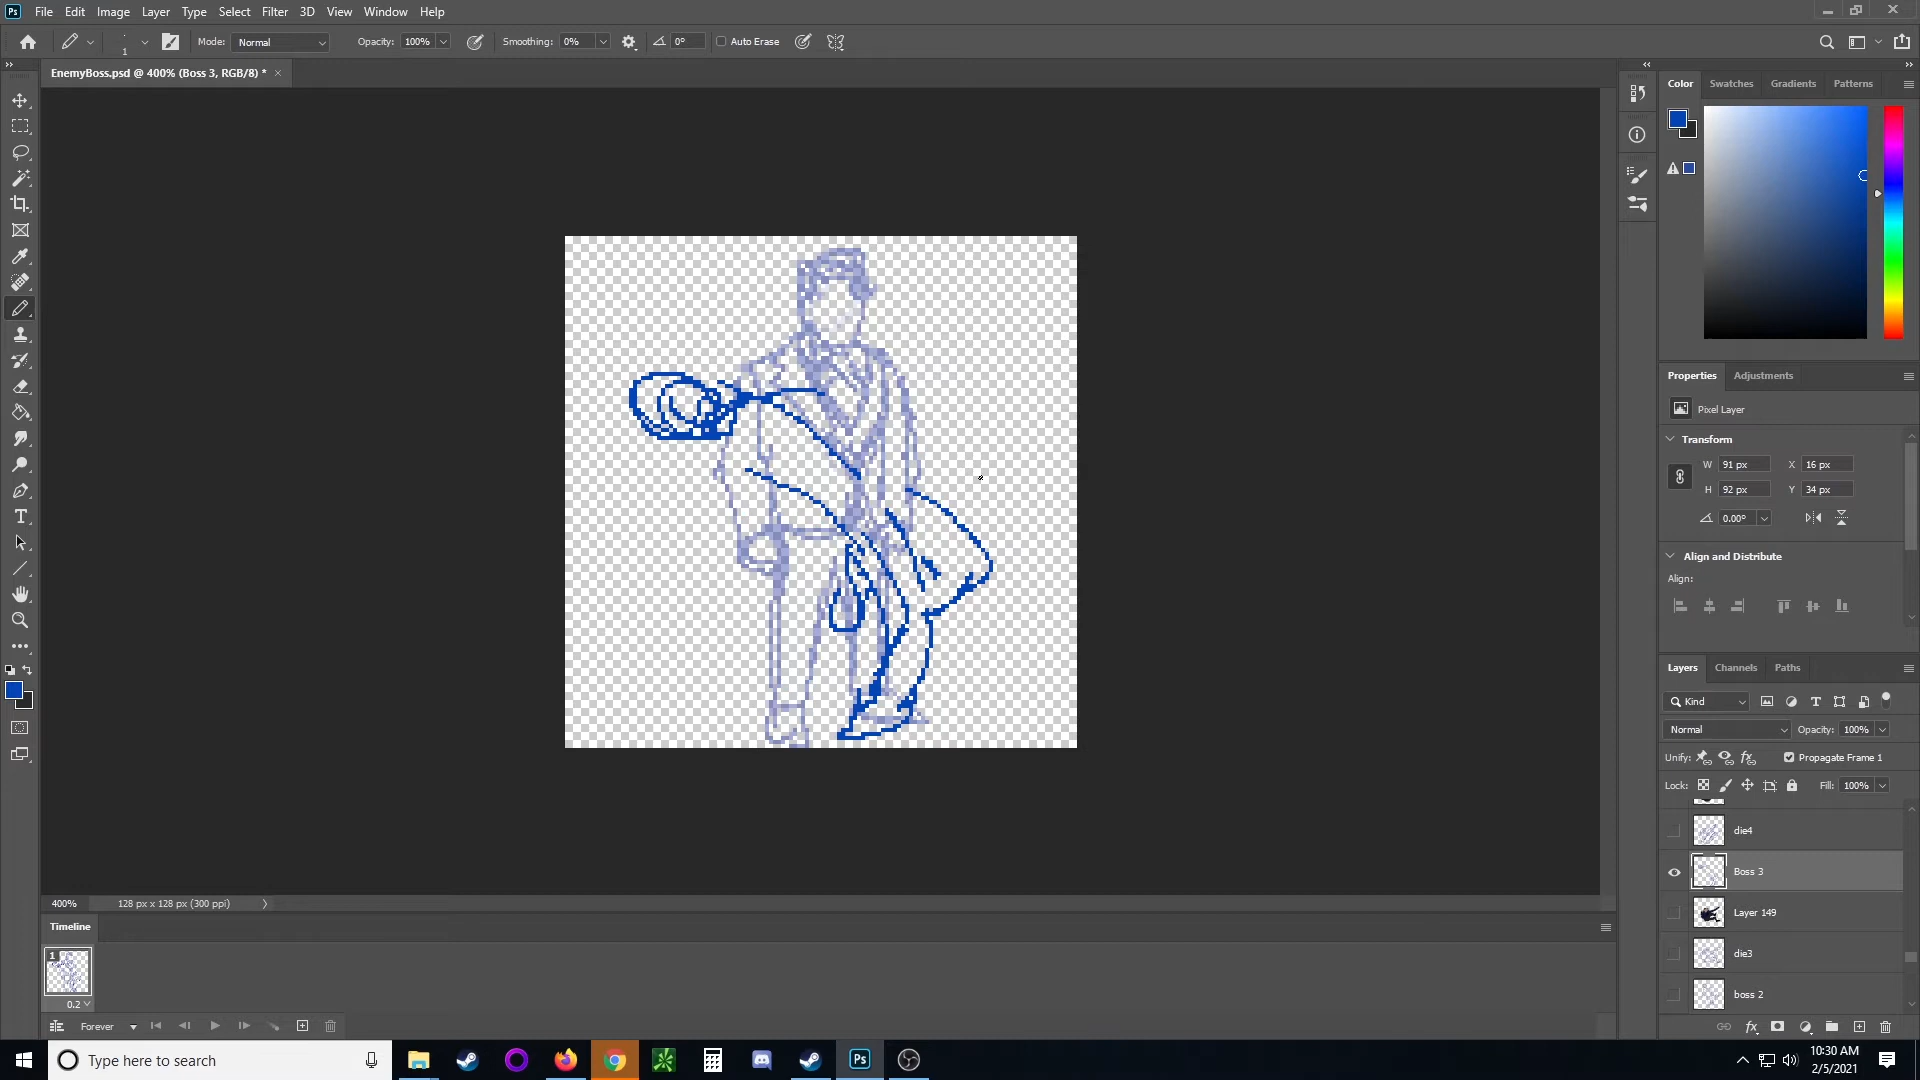 Ps File Edit Image Layer Type Select Filter 3D View Window Help
1 Mode: Normal Opacity: 100% Smoothing: 0% 0° Auto Erase
EnemyBoss.psd @ 400% (Boss 3, RGB/8) * ×
Color Swatches Gradients Patterns
Properties Adjustments
Pixel Layer
Transform
W 91 px X 16 px
H 92 px Y 34 px
0.00°
Align and Distribute
Align:
Layers Channels Paths
Kind
Normal Opacity: 100%
Unify: Propagate Frame 1
Lock: Fill: 100%
die4
Boss 3
Layer 149
die3
boss 2
400% 128 px x 128 px (300 ppi)
Timeline
1
0.2
Forever
Type here to search
Ps
10:30 AM
2/5/2021